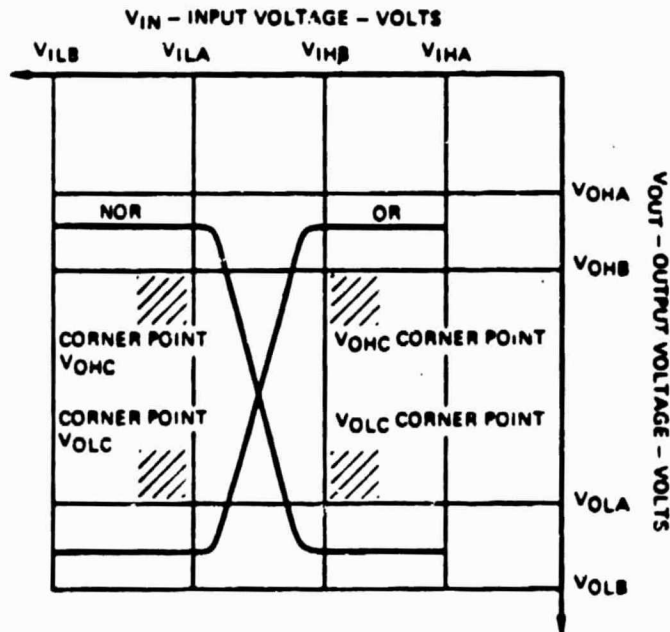 VIN – INPUT VOLTAGE – VOLTS
VILB VILA VIHB VIHA
VOHA
NOR OR
VOHB
CORNER POINT
VOHC
VOHC CORNER POINT
CORNER POINT
VOLC
VOLC CORNER POINT
VOLA
VOLB
VOUT – OUTPUT VOLTAGE – VOLTS